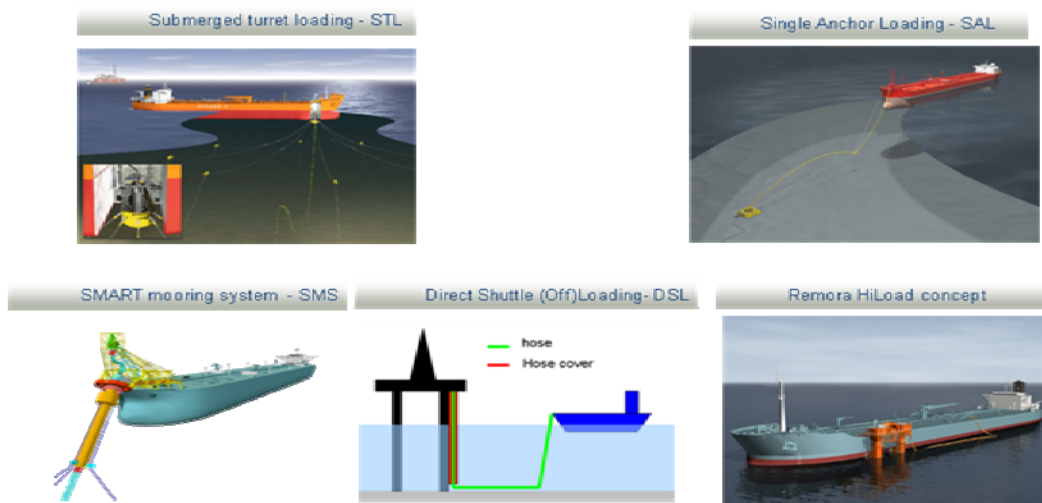 Submerged turret loading - STL
Single Anchor Loading - SAL
SMART mooring system - SMS
Direct Shuttle (Off)Loading- DSL
Remora HiLoad concept
hose
Hose cover